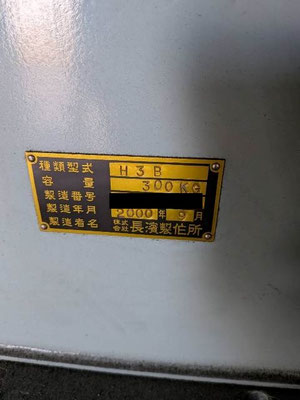 種類型式 H3B
容量 300KG
製造番号
製造年月 2000年9月
製造者名 株式会社長濱製作所